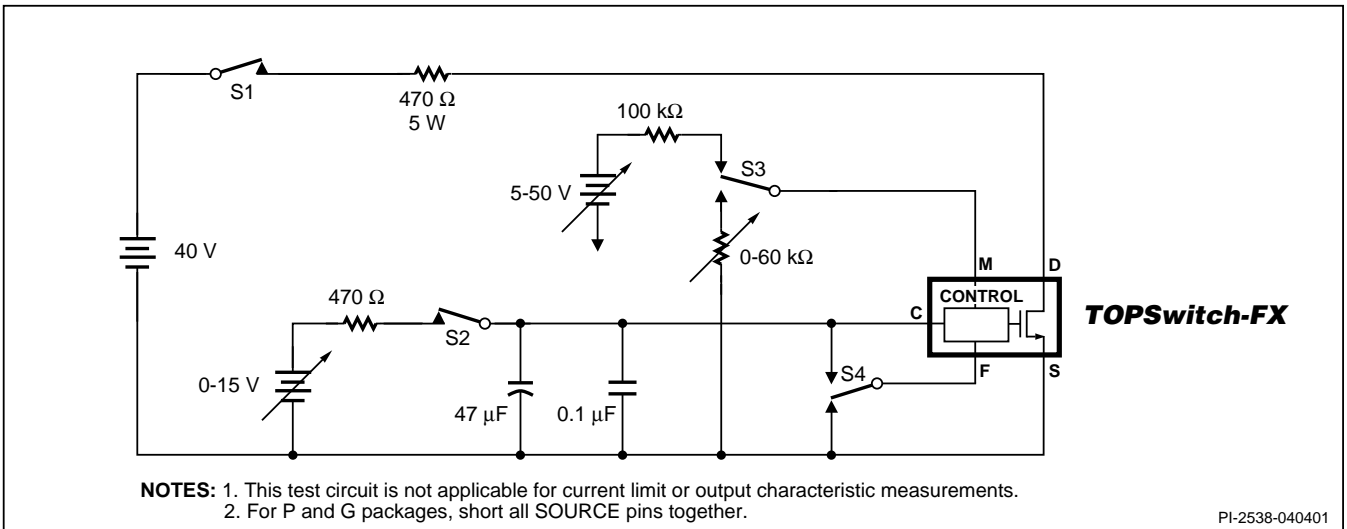 S1
470 Ω
5 W
100 kΩ
S3
5-50 V
40 V
0-60 kΩ
M
D
470 Ω
CONTROL
C
TOPSwitch-FX
S2
0-15 V
S4
F
S
47 µF
0.1 µF
NOTES: 1. This test circuit is not applicable for current limit or output characteristic measurements.
2. For P and G packages, short all SOURCE pins together.
PI-2538-040401